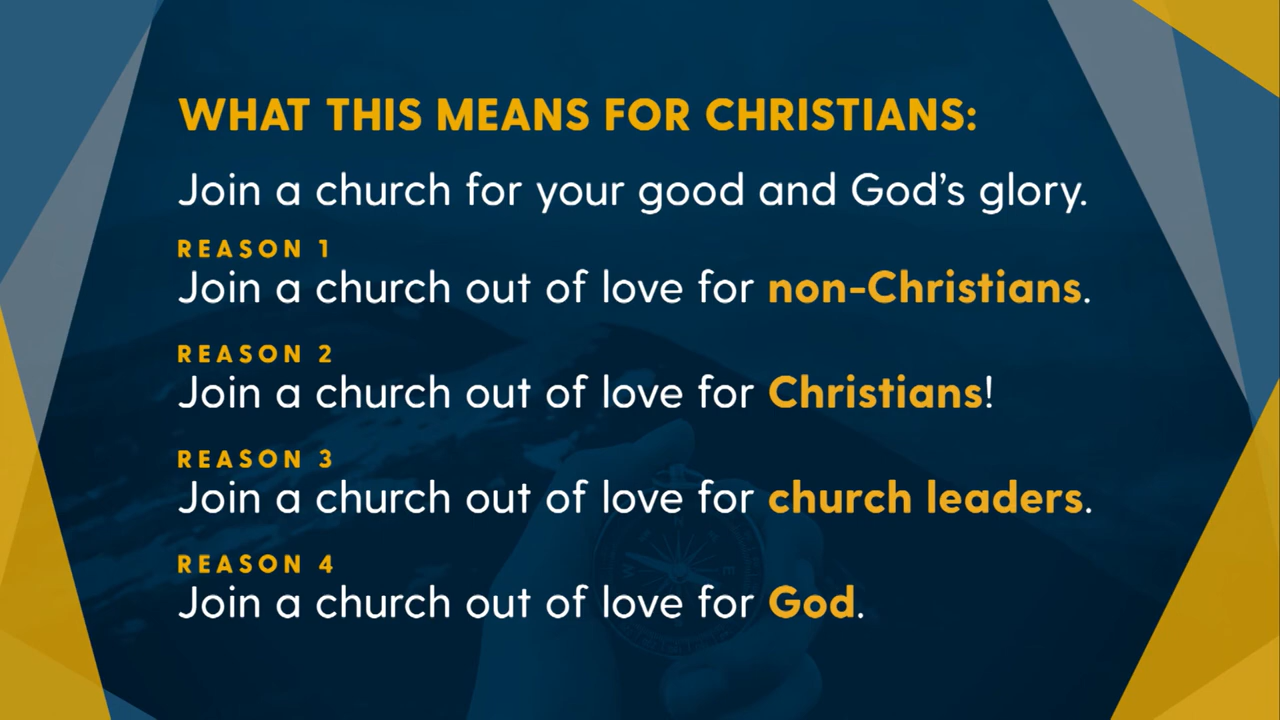 WHAT THIS MEANS FOR CHRISTIANS:
Join a church for your good and God’s glory.
REASON 1
Join a church out of love for non-Christians.
REASON 2
Join a church out of love for Christians!
REASON 3
Join a church out of love for church leaders.
REASON 4
Join a church out of love for God.
W
E